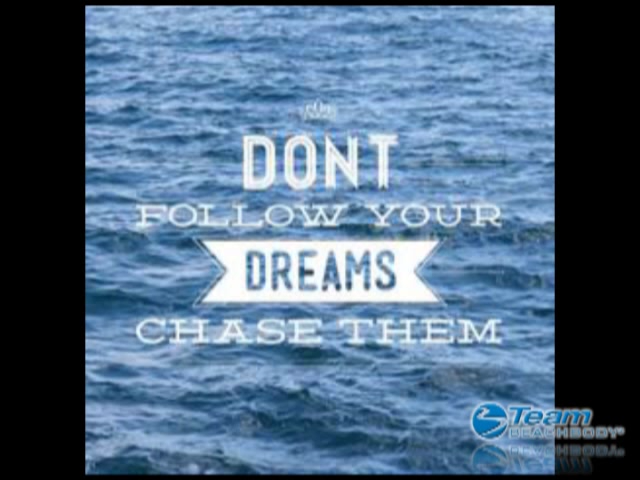 DONT
FOLLOW YOUR
DREAMS
CHASE THEM
Team
BEACHBODY®